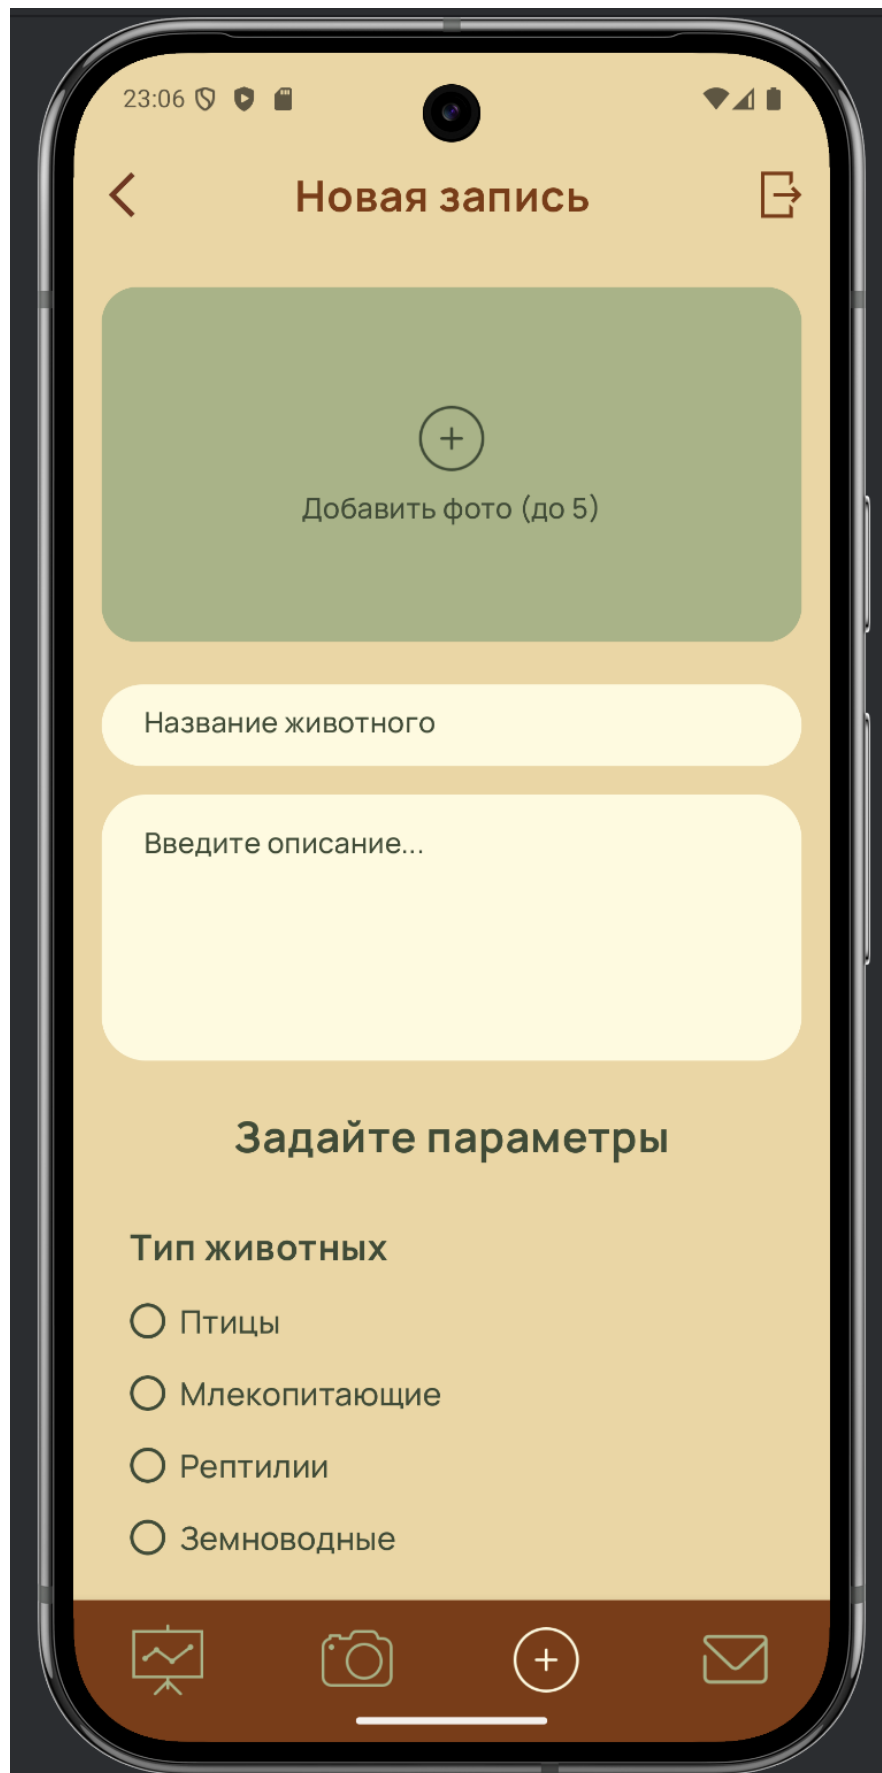 23:06
Новая запись
Добавить фото (до 5)
Название животного
Введите описание...
Задайте параметры
Тип животных
Птицы
Млекопитающие
Рептилии
Земноводные